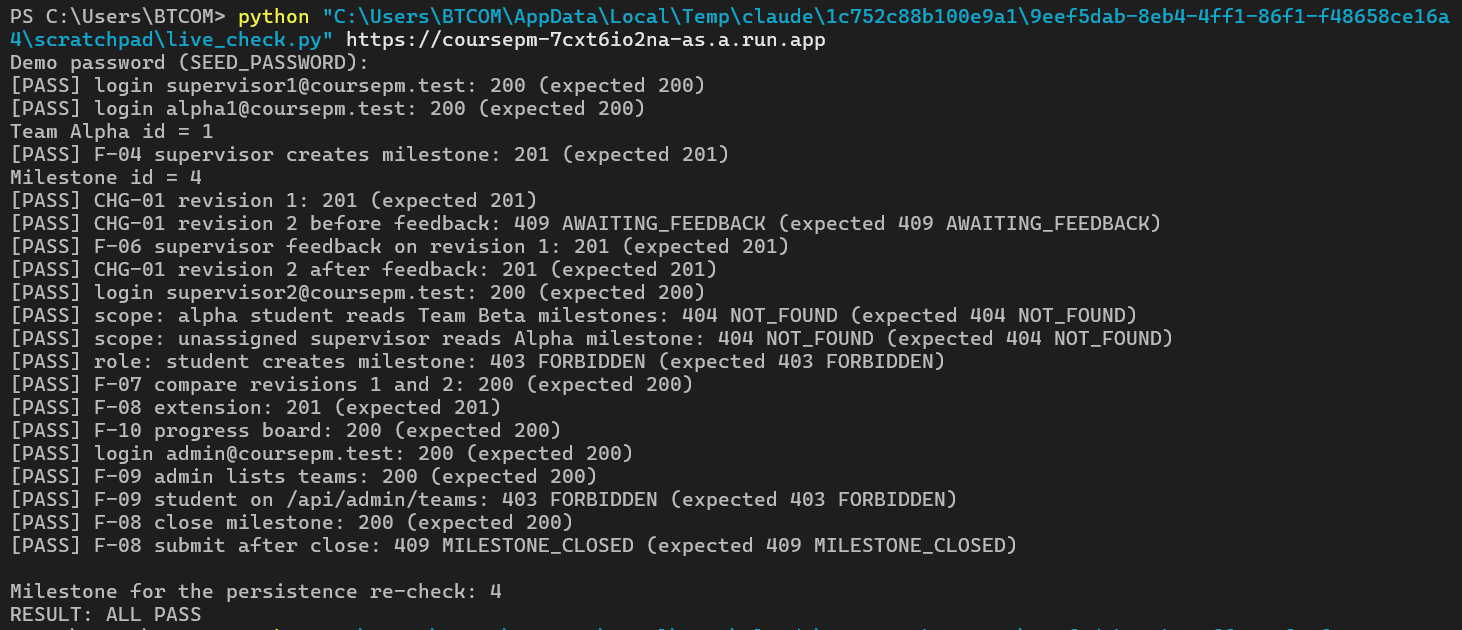 PS C:\Users\BTCOM> python "C:\Users\BTCOM\AppData\Local\Temp\claude\1c752c88b100e9a1\9eef5dab-8eb4-4ff1-86f1-f48658ce16a
4\scratchpad\live_check.py" https://coursepm-7cxt6io2na-as.a.run.app
Demo password (SEED_PASSWORD):
[PASS] login supervisor1@coursepm.test: 200 (expected 200)
[PASS] login alpha1@coursepm.test: 200 (expected 200)
Team Alpha id = 1
[PASS] F-04 supervisor creates milestone: 201 (expected 201)
Milestone id = 4
[PASS] CHG-01 revision 1: 201 (expected 201)
[PASS] CHG-01 revision 2 before feedback: 409 AWAITING_FEEDBACK (expected 409 AWAITING_FEEDBACK)
[PASS] F-06 supervisor feedback on revision 1: 201 (expected 201)
[PASS] CHG-01 revision 2 after feedback: 201 (expected 201)
[PASS] login supervisor2@coursepm.test: 200 (expected 200)
[PASS] scope: alpha student reads Team Beta milestones: 404 NOT_FOUND (expected 404 NOT_FOUND)
[PASS] scope: unassigned supervisor reads Alpha milestone: 404 NOT_FOUND (expected 404 NOT_FOUND)
[PASS] role: student creates milestone: 403 FORBIDDEN (expected 403 FORBIDDEN)
[PASS] F-07 compare revisions 1 and 2: 200 (expected 200)
[PASS] F-08 extension: 201 (expected 201)
[PASS] F-10 progress board: 200 (expected 200)
[PASS] login admin@coursepm.test: 200 (expected 200)
[PASS] F-09 admin lists teams: 200 (expected 200)
[PASS] F-09 student on /api/admin/teams: 403 FORBIDDEN (expected 403 FORBIDDEN)
[PASS] F-08 close milestone: 200 (expected 200)
[PASS] F-08 submit after close: 409 MILESTONE_CLOSED (expected 409 MILESTONE_CLOSED)
Milestone for the persistence re-check: 4
RESULT: ALL PASS